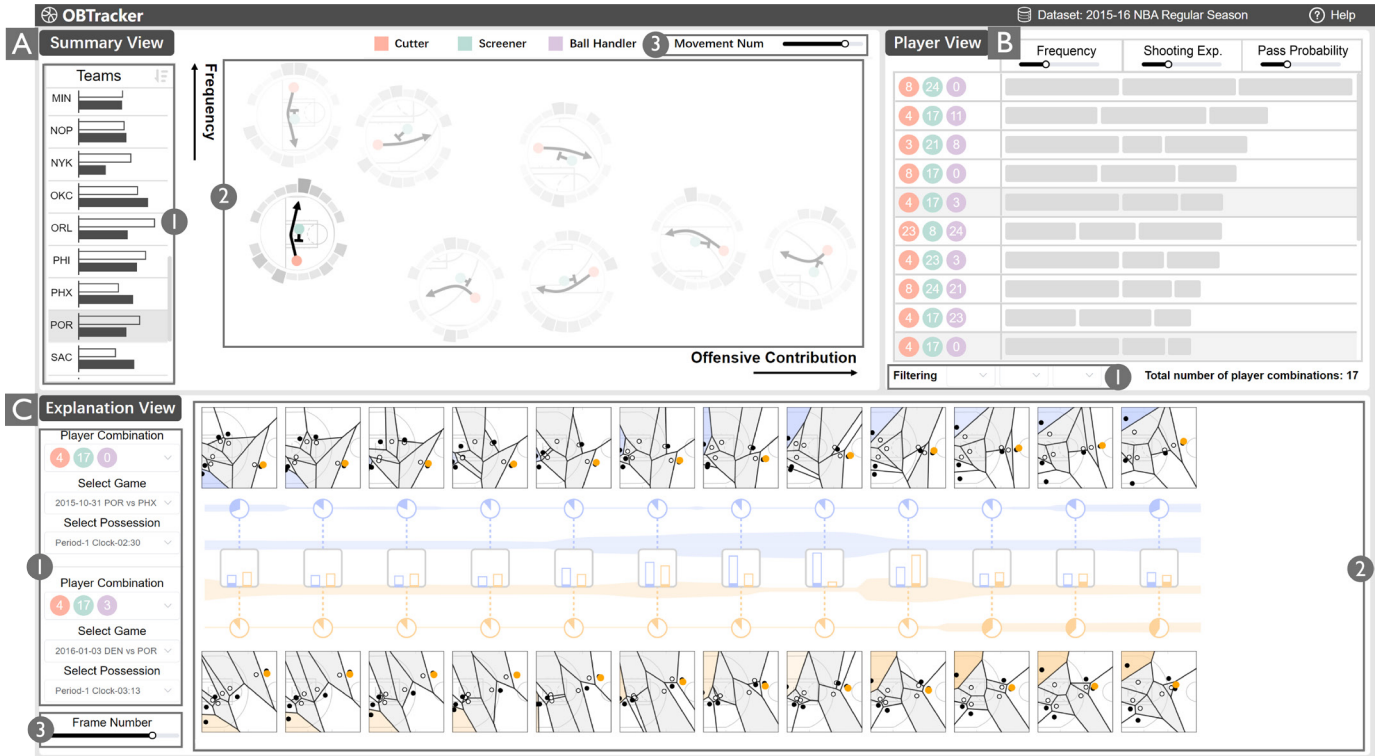 OBTracker
Dataset: 2015-16 NBA Regular Season
? Help
A
Summary View
Cutter
Screener
Ball Handler
3
Movement Num
Teams
MIN
NOP
NYK
OKC
ORL
PHI
PHX
POR
SAC
1
Frequency
2
Offensive Contribution
Player View
B
Frequency
Shooting Exp.
Pass Probability
8 24 0
4 17 11
3 21 8
8 17 0
4 17 3
23 8 24
4 23 3
8 24 21
4 17 23
4 17 0
Filtering
1
Total number of player combinations: 17
C
Explanation View
Player Combination
4 17 0
Select Game
2015-10-31 POR vs PHX
Select Possession
Period-1 Clock-02:30
1
Player Combination
4 17 3
Select Game
2016-01-03 DEN vs POR
Select Possession
Period-1 Clock-03:13
3
Frame Number
2